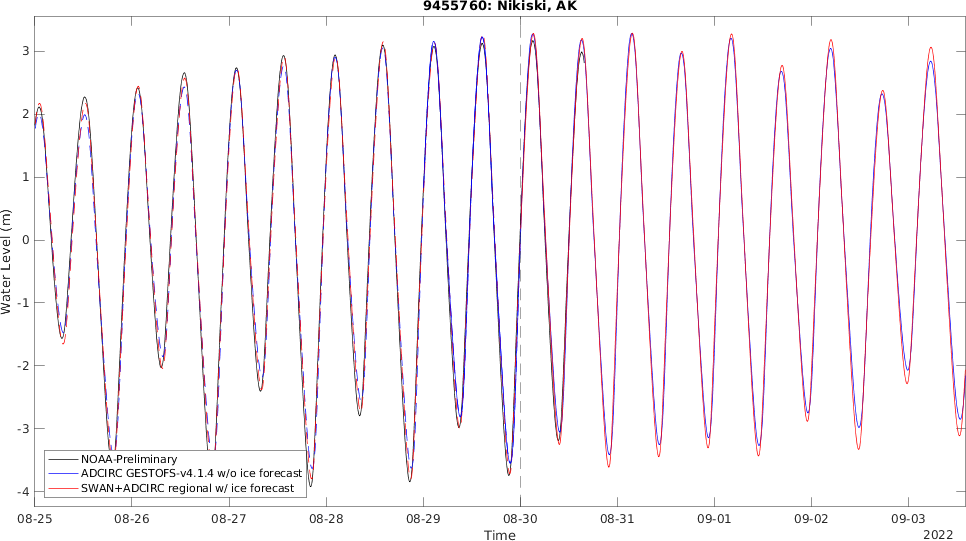 9455760: Nikiski, AK
Water Level (m)
3
2
1
0
-1
-2
-3
-4
NOAA-Preliminary
ADCIRC GESTOFS-v4.1.4 w/o ice forecast
SWAN+ADCIRC regional w/ ice forecast
08-25 08-26 08-27 08-28 08-29 08-30 08-31 09-01 09-02 09-03
Time
2022